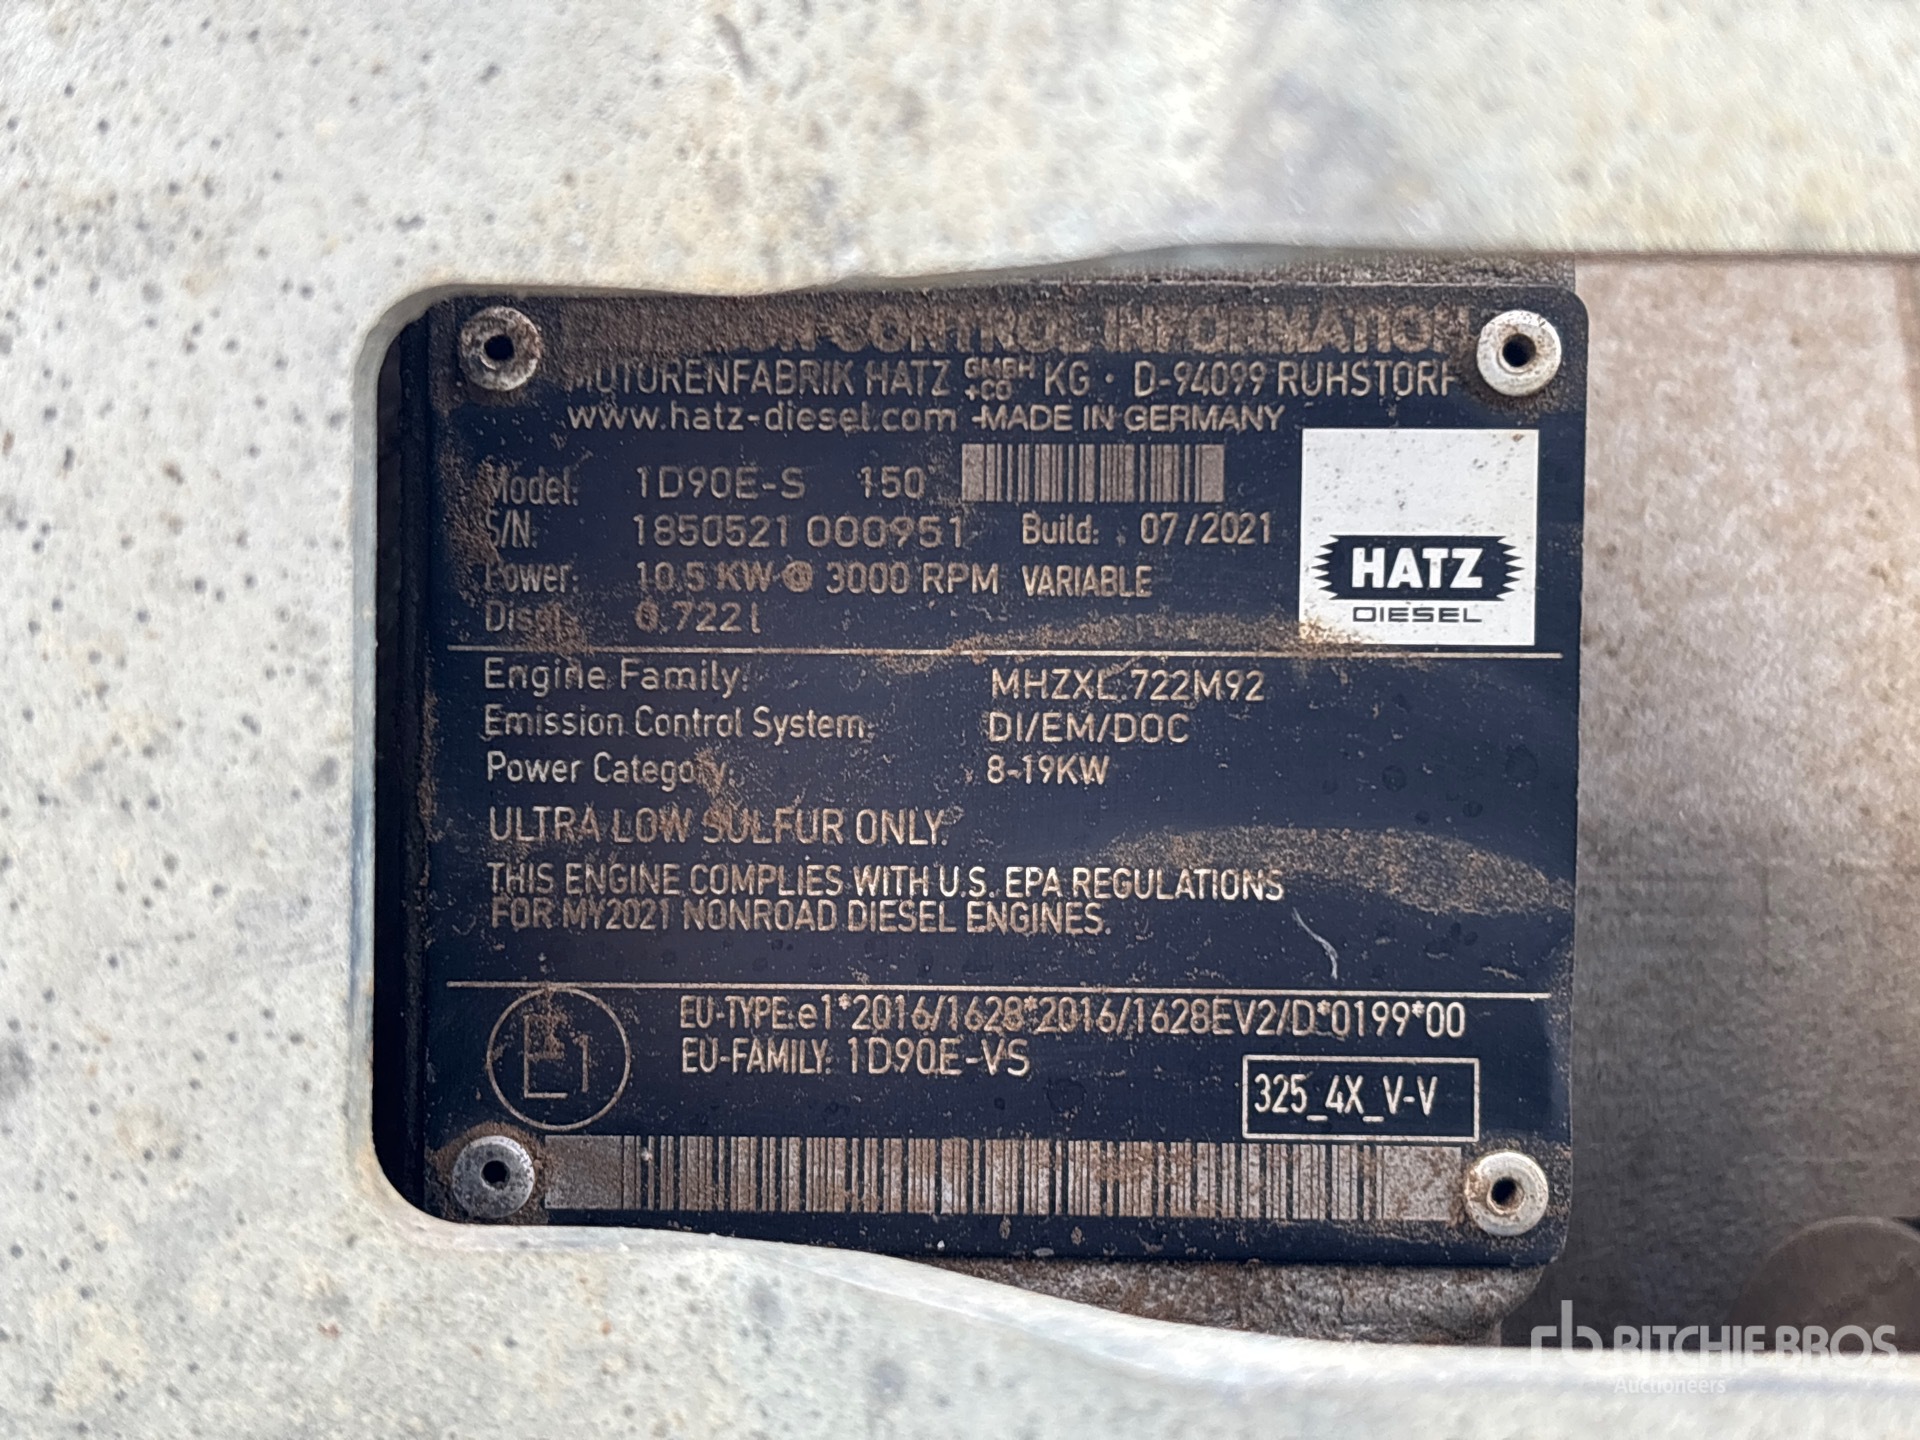 EMISSION CONTROL INFORMATION
MOTORENFABRIK HATZ GMBH +CO KG · D-94099 RUHSTORF
www.hatz-diesel.com -MADE IN GERMANY
Model: 1D90E-S 150
S/N: 1850521 000951 Build: 07/2021
Power: 10.5 KW @ 3000 RPM VARIABLE
Displ.: 0.722 l
HATZ
DIESEL
Engine Family: MHZXL.722M92
Emission Control System: DI/EM/DOC
Power Category: 8-19KW
ULTRA LOW SULFUR ONLY.
THIS ENGINE COMPLIES WITH U.S. EPA REGULATIONS
FOR MY2021 NONROAD DIESEL ENGINES.
EU-TYPE:e1*2016/1628*2016/1628EV2/D*0199*00
EU-FAMILY: 1D90E-VS
1
325_4X_V-V
rb RITCHIE BROS
Auctioneers